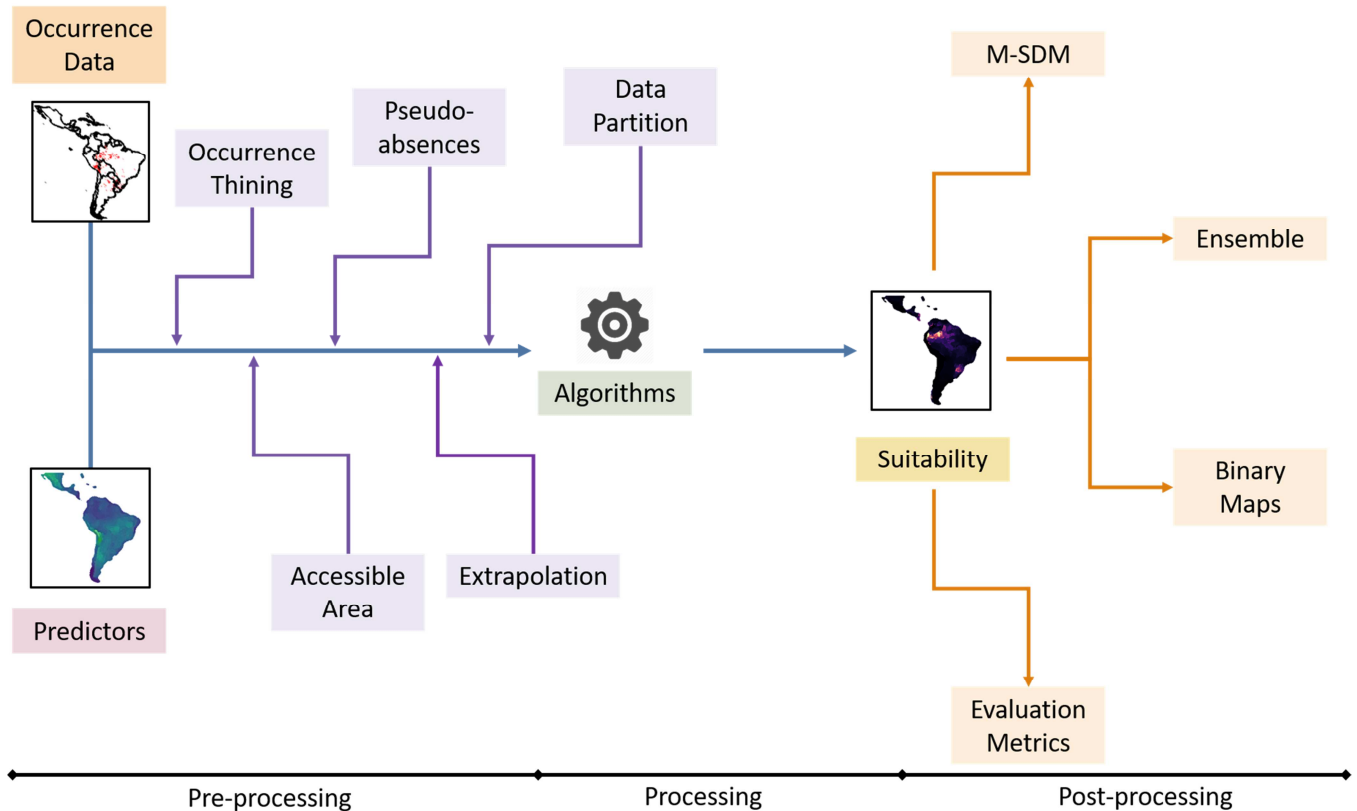 Occurrence
Data
Occurrence
Thining
Pseudo-
absences
Data
Partition
M-SDM
Ensemble
Algorithms
Suitability
Binary
Maps
Predictors
Accessible
Area
Extrapolation
Evaluation
Metrics
Pre-processing
Processing
Post-processing